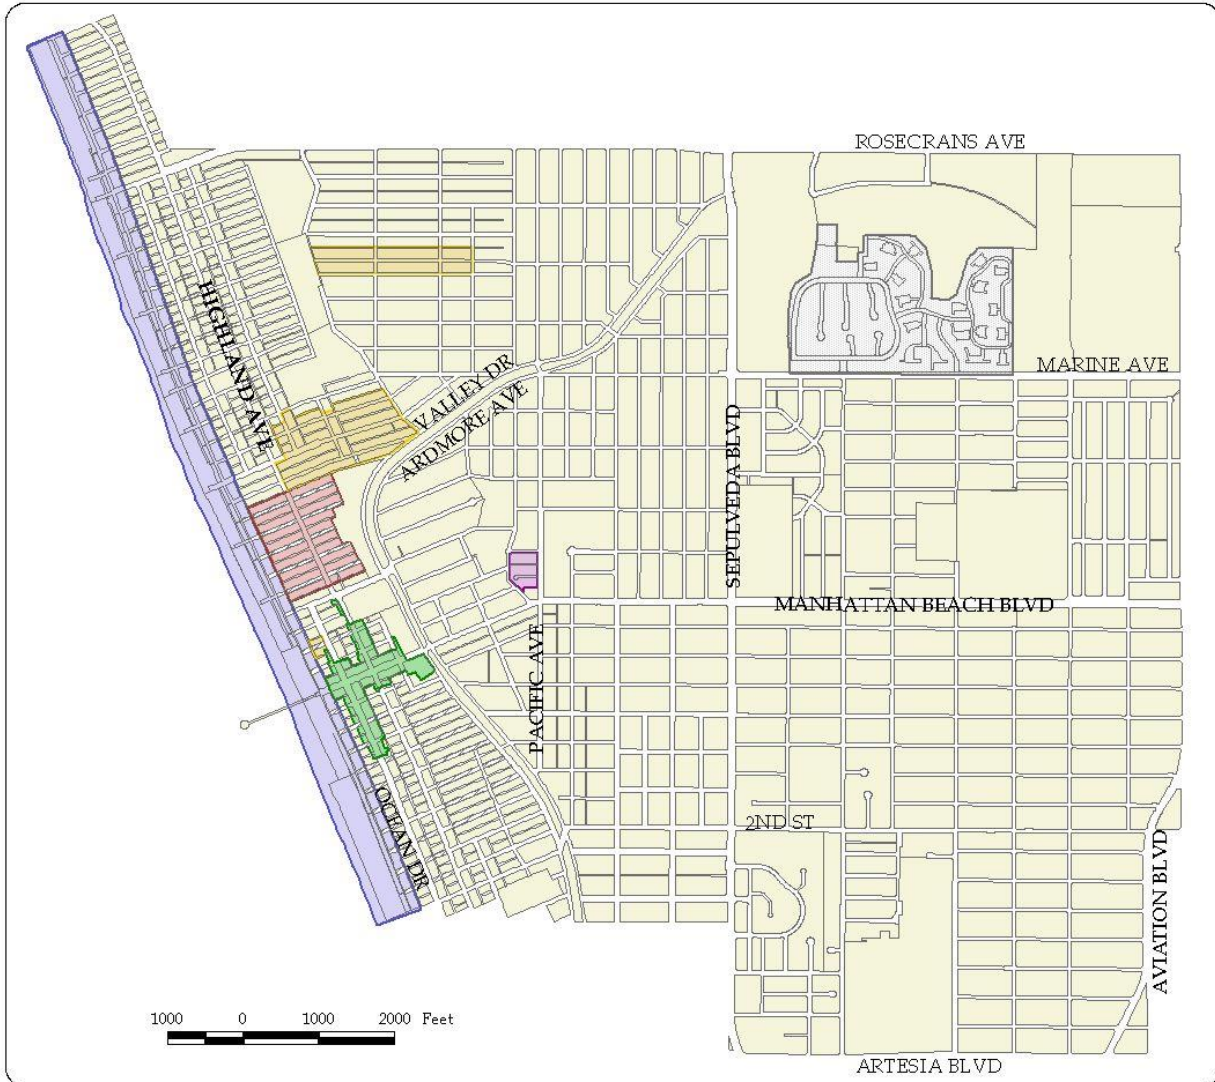 ROSECRANS AVE
HIGHLAND AVE
VALLEY DR
ARDMORE AVE
MARINE AVE
SEPULVEDA BLVD
MANHATTAN BEACH BLVD
PACIFIC AVE
OCEAN DR
2ND ST
AVIATION BLVD
1000 0 1000 2000 Feet
ARTESIA BLVD